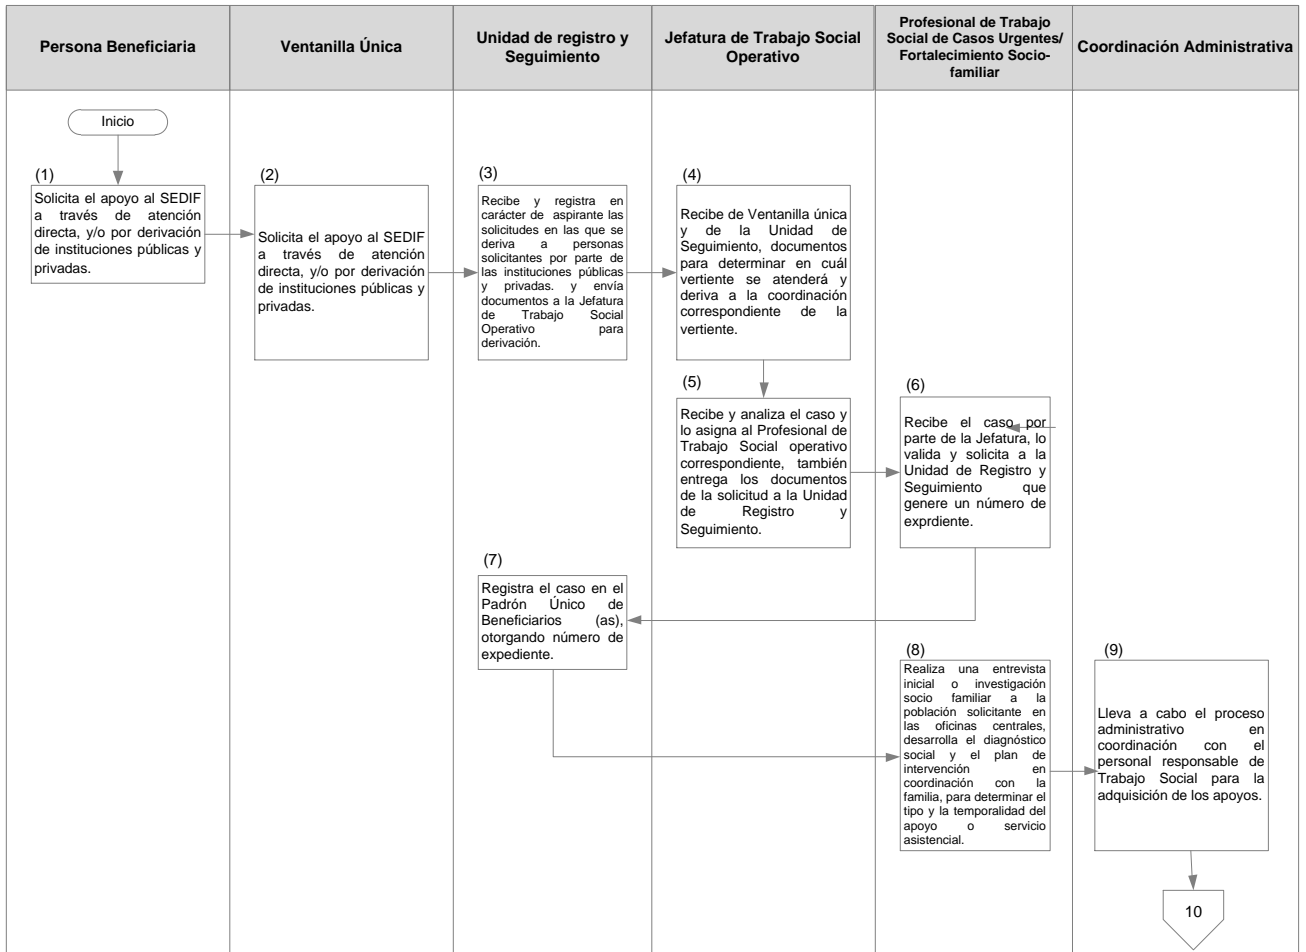 Persona Beneficiaria
Ventanilla Única
Unidad de registro y
Seguimiento
Jefatura de Trabajo Social
Operativo
Profesional de Trabajo
Social de Casos Urgentes/
Fortalecimiento Socio-
familiar
Coordinación Administrativa
Inicio
(1)
Solicita el apoyo al SEDIF
a través de atención
directa, y/o por derivación
de instituciones públicas y
privadas.
(2)
Solicita el apoyo al SEDIF
a través de atención
directa, y/o por derivación
de instituciones públicas y
privadas.
(3)
Recibe y registra en
carácter de aspirante las
solicitudes en las que se
deriva a personas
solicitantes por parte de
las instituciones públicas
y privadas. y envía
documentos a la Jefatura
de Trabajo Social
Operativo para
derivación.
(4)
Recibe de Ventanilla única
y de la Unidad de
Seguimiento, documentos
para determinar en cuál
vertiente se atenderá y
deriva a la coordinación
correspondiente de la
vertiente.
(5)
Recibe y analiza el caso y
lo asigna al Profesional de
Trabajo Social operativo
correspondiente, también
entrega los documentos
de la solicitud a la Unidad
de Registro y
Seguimiento.
(6)
Recibe el caso por
parte de la Jefatura, lo
valida y solicita a la
Unidad de Registro y
Seguimiento que
genere un número de
exprdiente.
(7)
Registra el caso en el
Padrón Único de
Beneficiarios (as),
otorgando número de
expediente.
(8)
Realiza una entrevista
inicial o investigación
socio familiar a la
población solicitante en
las oficinas centrales,
desarrolla el diagnóstico
social y el plan de
intervención en
coordinación con la
familia, para determinar el
tipo y la temporalidad del
apoyo o servicio
asistencial.
(9)
Lleva a cabo el proceso
administrativo en
coordinación con el
personal responsable de
Trabajo Social para la
adquisición de los apoyos.
10